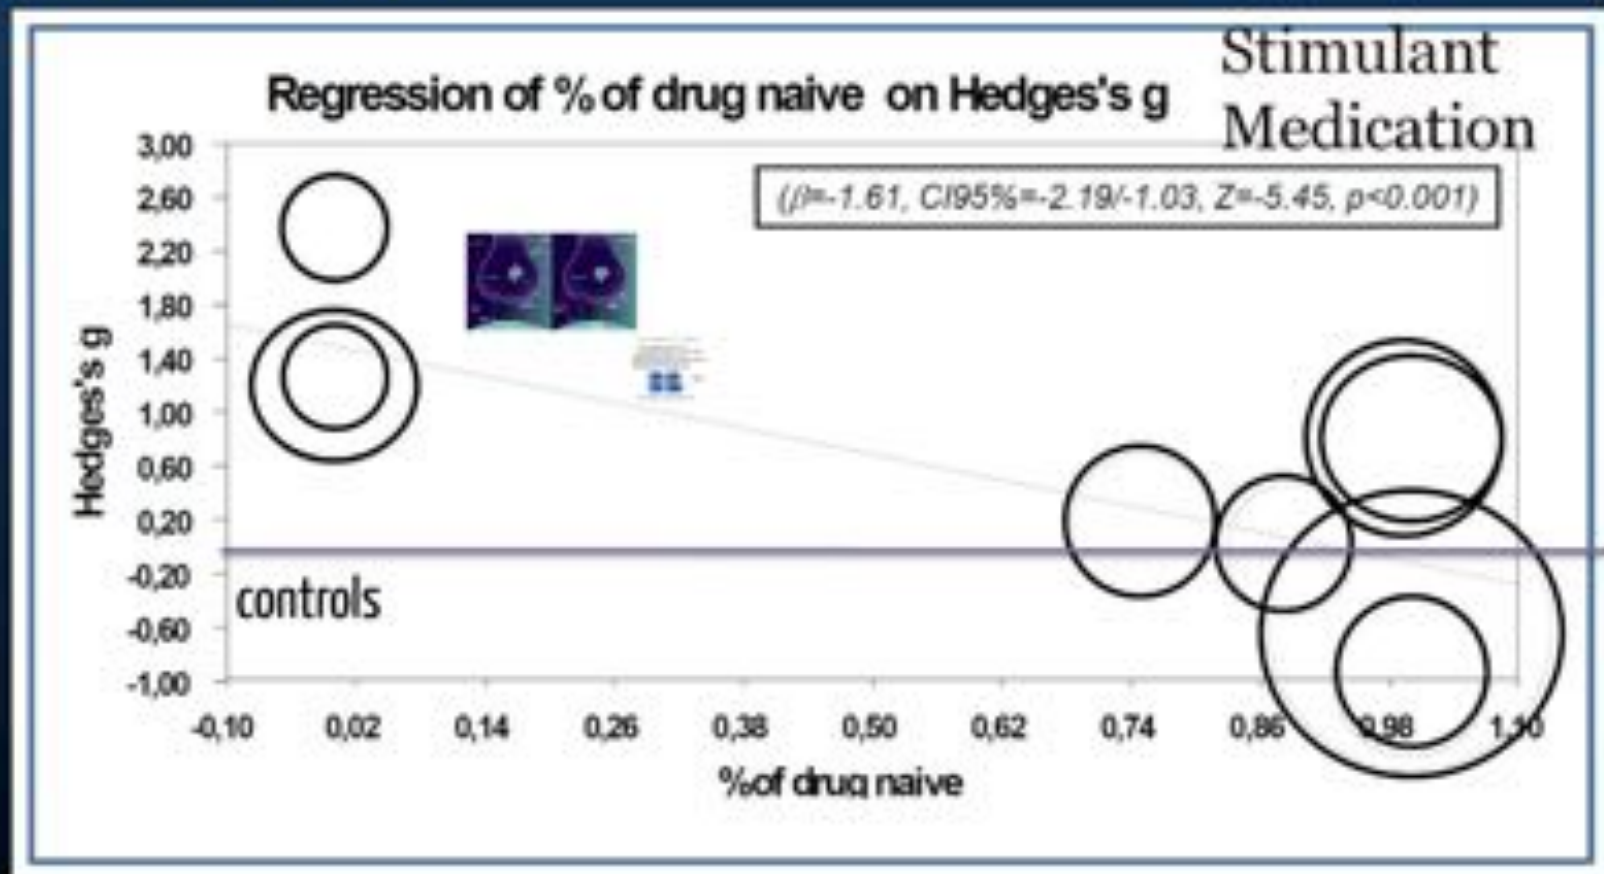 Stimulant
Medication
Regression of % of drug naive on Hedges's g
(β=-1.61, CI95%=-2.19/-1.03, Z=-5.45, p<0.001)
Hedges's g
3,00
2,60
2,20
1,80
1,40
1,00
0,60
0,20
-0,20
-0,60
-1,00
controls
-0,10 0,02 0,14 0,26 0,38 0,50 0,62 0,74 0,86 0,98 1,10
%of drug naive